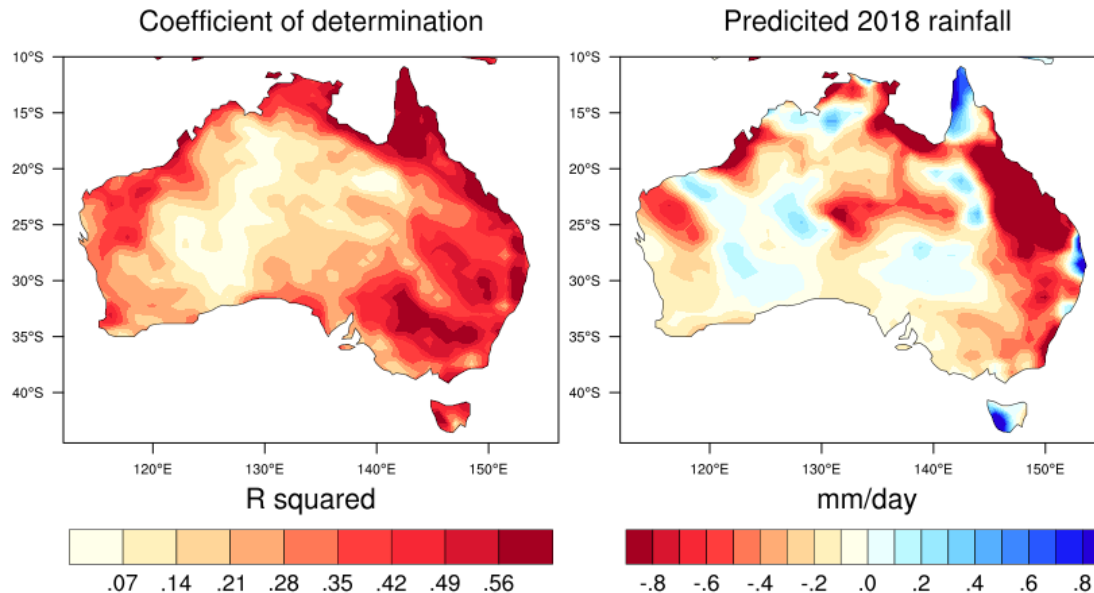 Coefficient of determination
Predicited 2018 rainfall
10°S
15°S
20°S
25°S
30°S
35°S
40°S
120°E 130°E 140°E 150°E
R squared
.07 .14 .21 .28 .35 .42 .49 .56
10°S
15°S
20°S
25°S
30°S
35°S
40°S
120°E 130°E 140°E 150°E
mm/day
-.8 -.6 -.4 -.2 .0 .2 .4 .6 .8